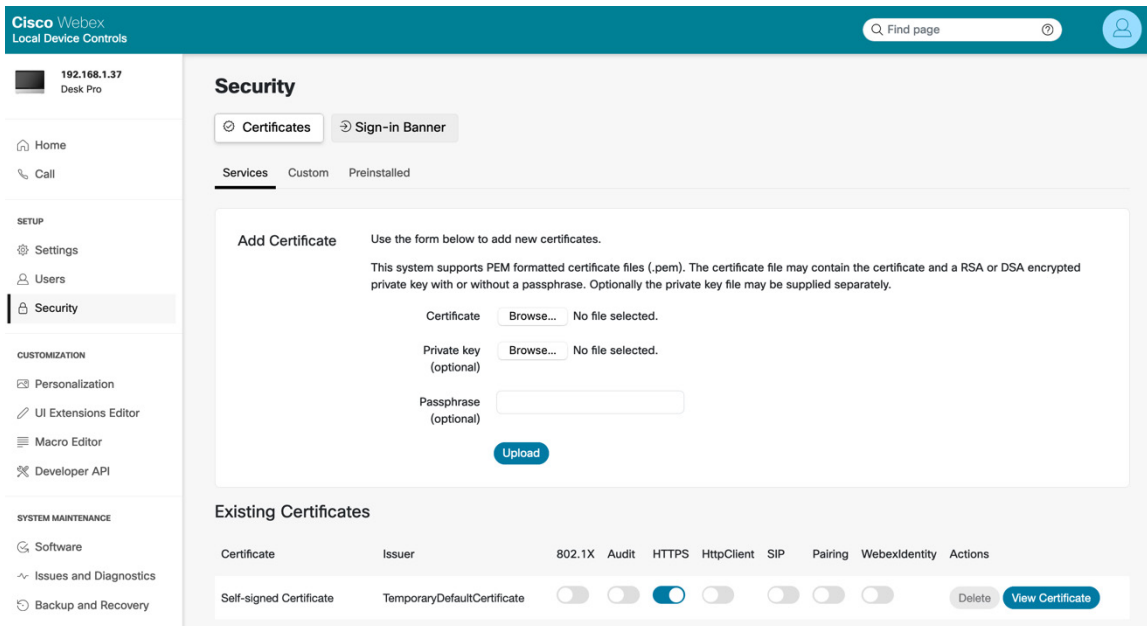 Cisco Webex
Local Device Controls
Find page
192.168.1.37
Desk Pro
Home
Call
SETUP
Settings
Users
Security
CUSTOMIZATION
Personalization
UI Extensions Editor
Macro Editor
Developer API
SYSTEM MAINTENANCE
Software
Issues and Diagnostics
Backup and Recovery
Security
Certificates
Sign-in Banner
Services Custom Preinstalled
Add Certificate
Use the form below to add new certificates.
This system supports PEM formatted certificate files (.pem). The certificate file may contain the certificate and a RSA or DSA encrypted
private key with or without a passphrase. Optionally the private key file may be supplied separately.
Certificate Browse... No file selected.
Private key Browse... No file selected.
(optional)
Passphrase
(optional)
Upload
Existing Certificates
Certificate Issuer 802.1X Audit HTTPS HttpClient SIP Pairing WebexIdentity Actions
Self-signed Certificate TemporaryDefaultCertificate Delete View Certificate